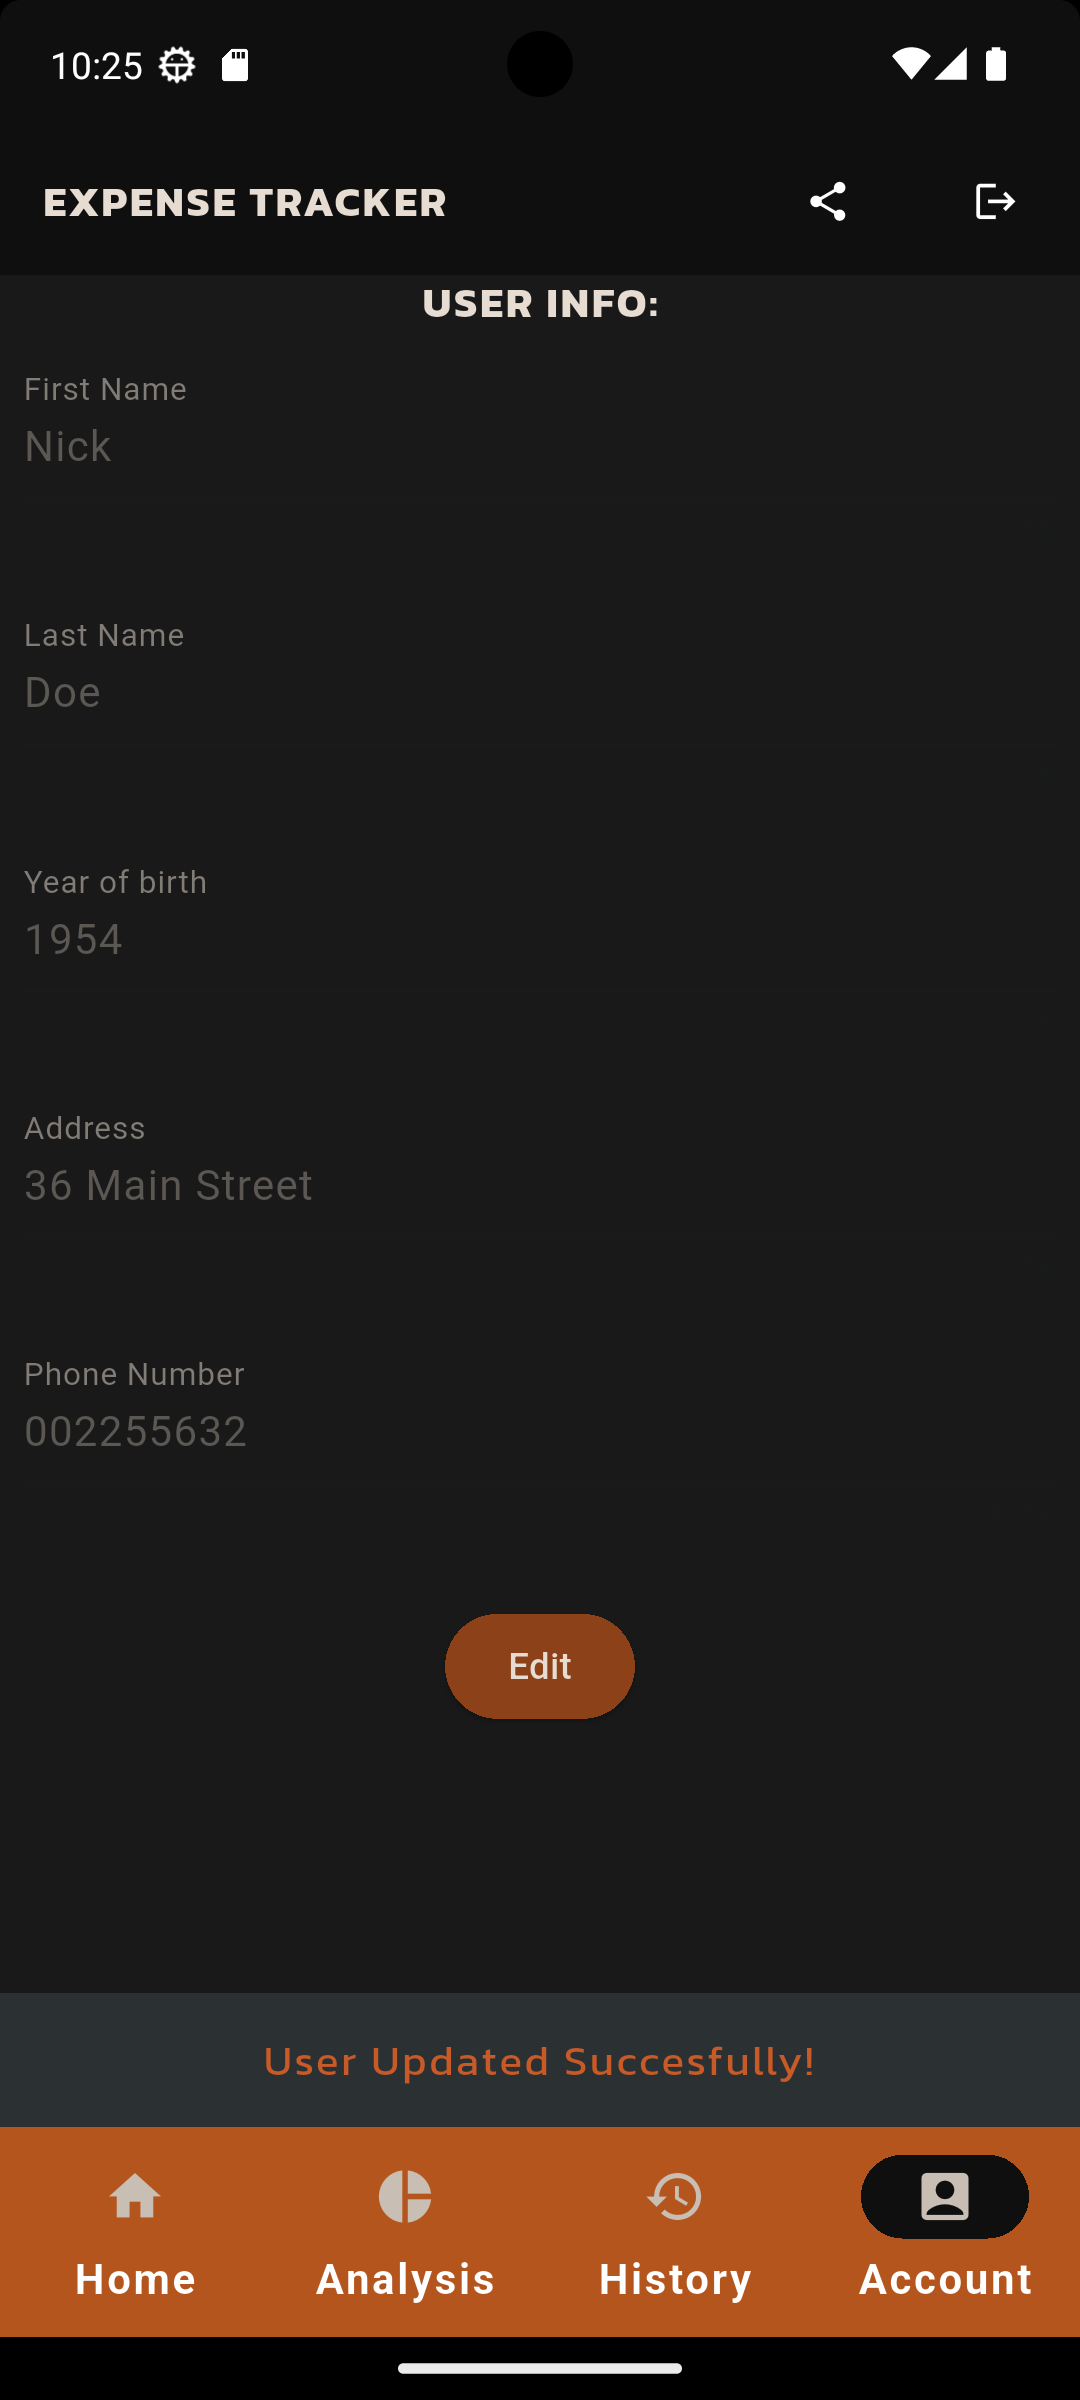 10:25
EXPENSE TRACKER
USER INFO:
First Name
Nick
Last Name
Doe
Year of birth
1954
Address
36 Main Street
Phone Number
002255632
Edit
User Updated Succesfully!
Home Analysis History Account